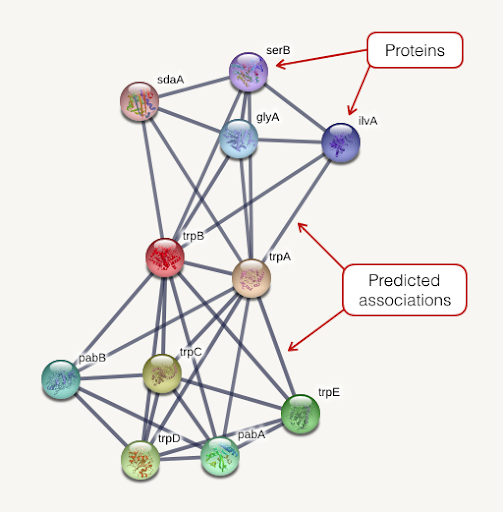 serB
Proteins
sdaA
glyA
ilvA
trpB
trpA
Predicted
associations
pabB
trpC
trpE
trpD
pabA